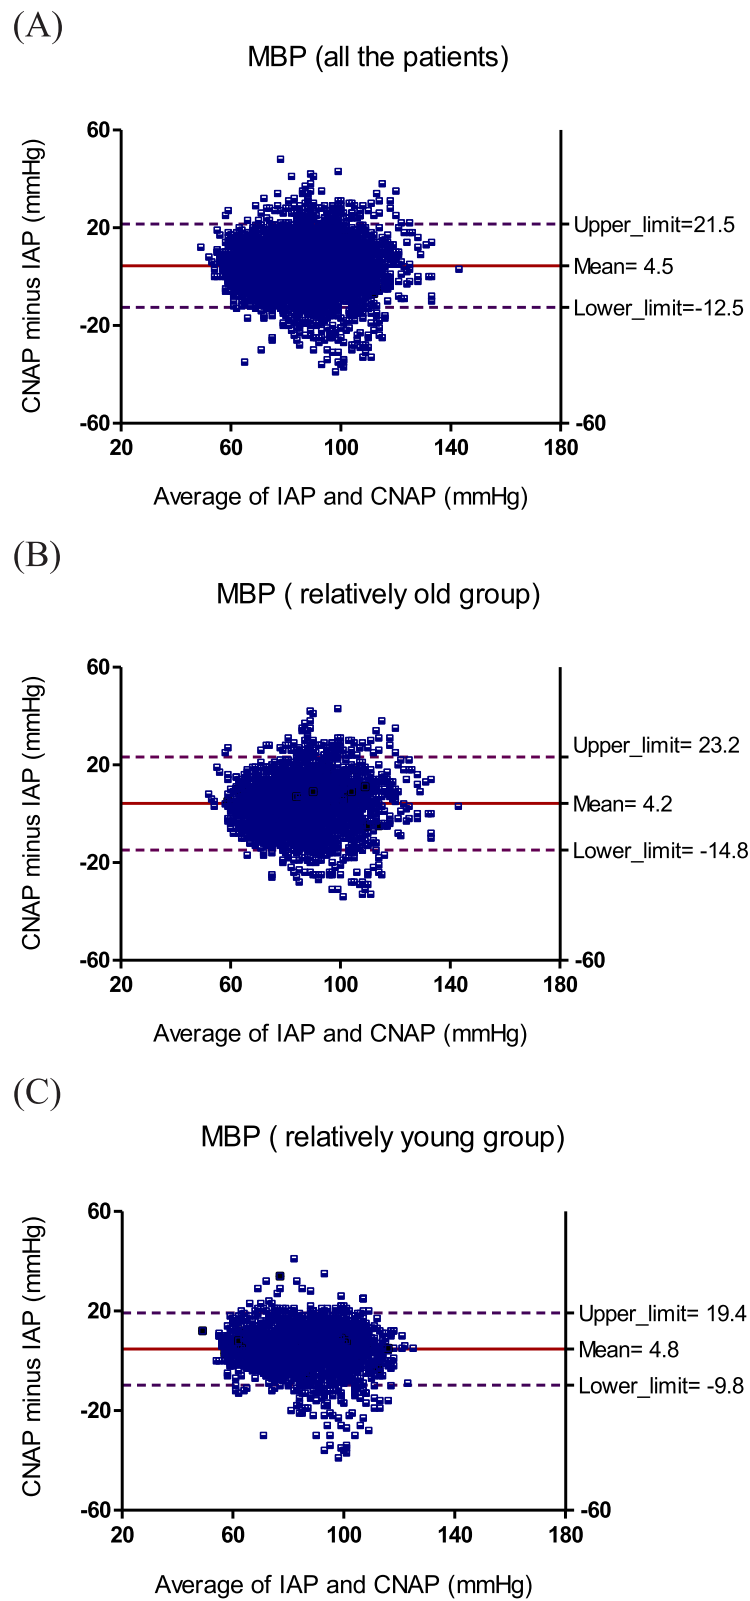 (A)
MBP (all the patients)
CNAP minus IAP (mmHg)
60
20
-20
-60
Upper_limit=21.5
Mean= 4.5
Lower_limit=-12.5
-60
20 60 100 140 180
Average of IAP and CNAP (mmHg)
(B)
MBP ( relatively old group)
CNAP minus IAP (mmHg)
60
20
-20
-60
Upper_limit= 23.2
Mean= 4.2
Lower_limit= -14.8
-60
20 60 100 140 180
Average of IAP and CNAP (mmHg)
(C)
MBP ( relatively young group)
CNAP minus IAP (mmHg)
60
20
-20
-60
Upper_limit= 19.4
Mean= 4.8
Lower_limit= -9.8
-60
20 60 100 140 180
Average of IAP and CNAP (mmHg)